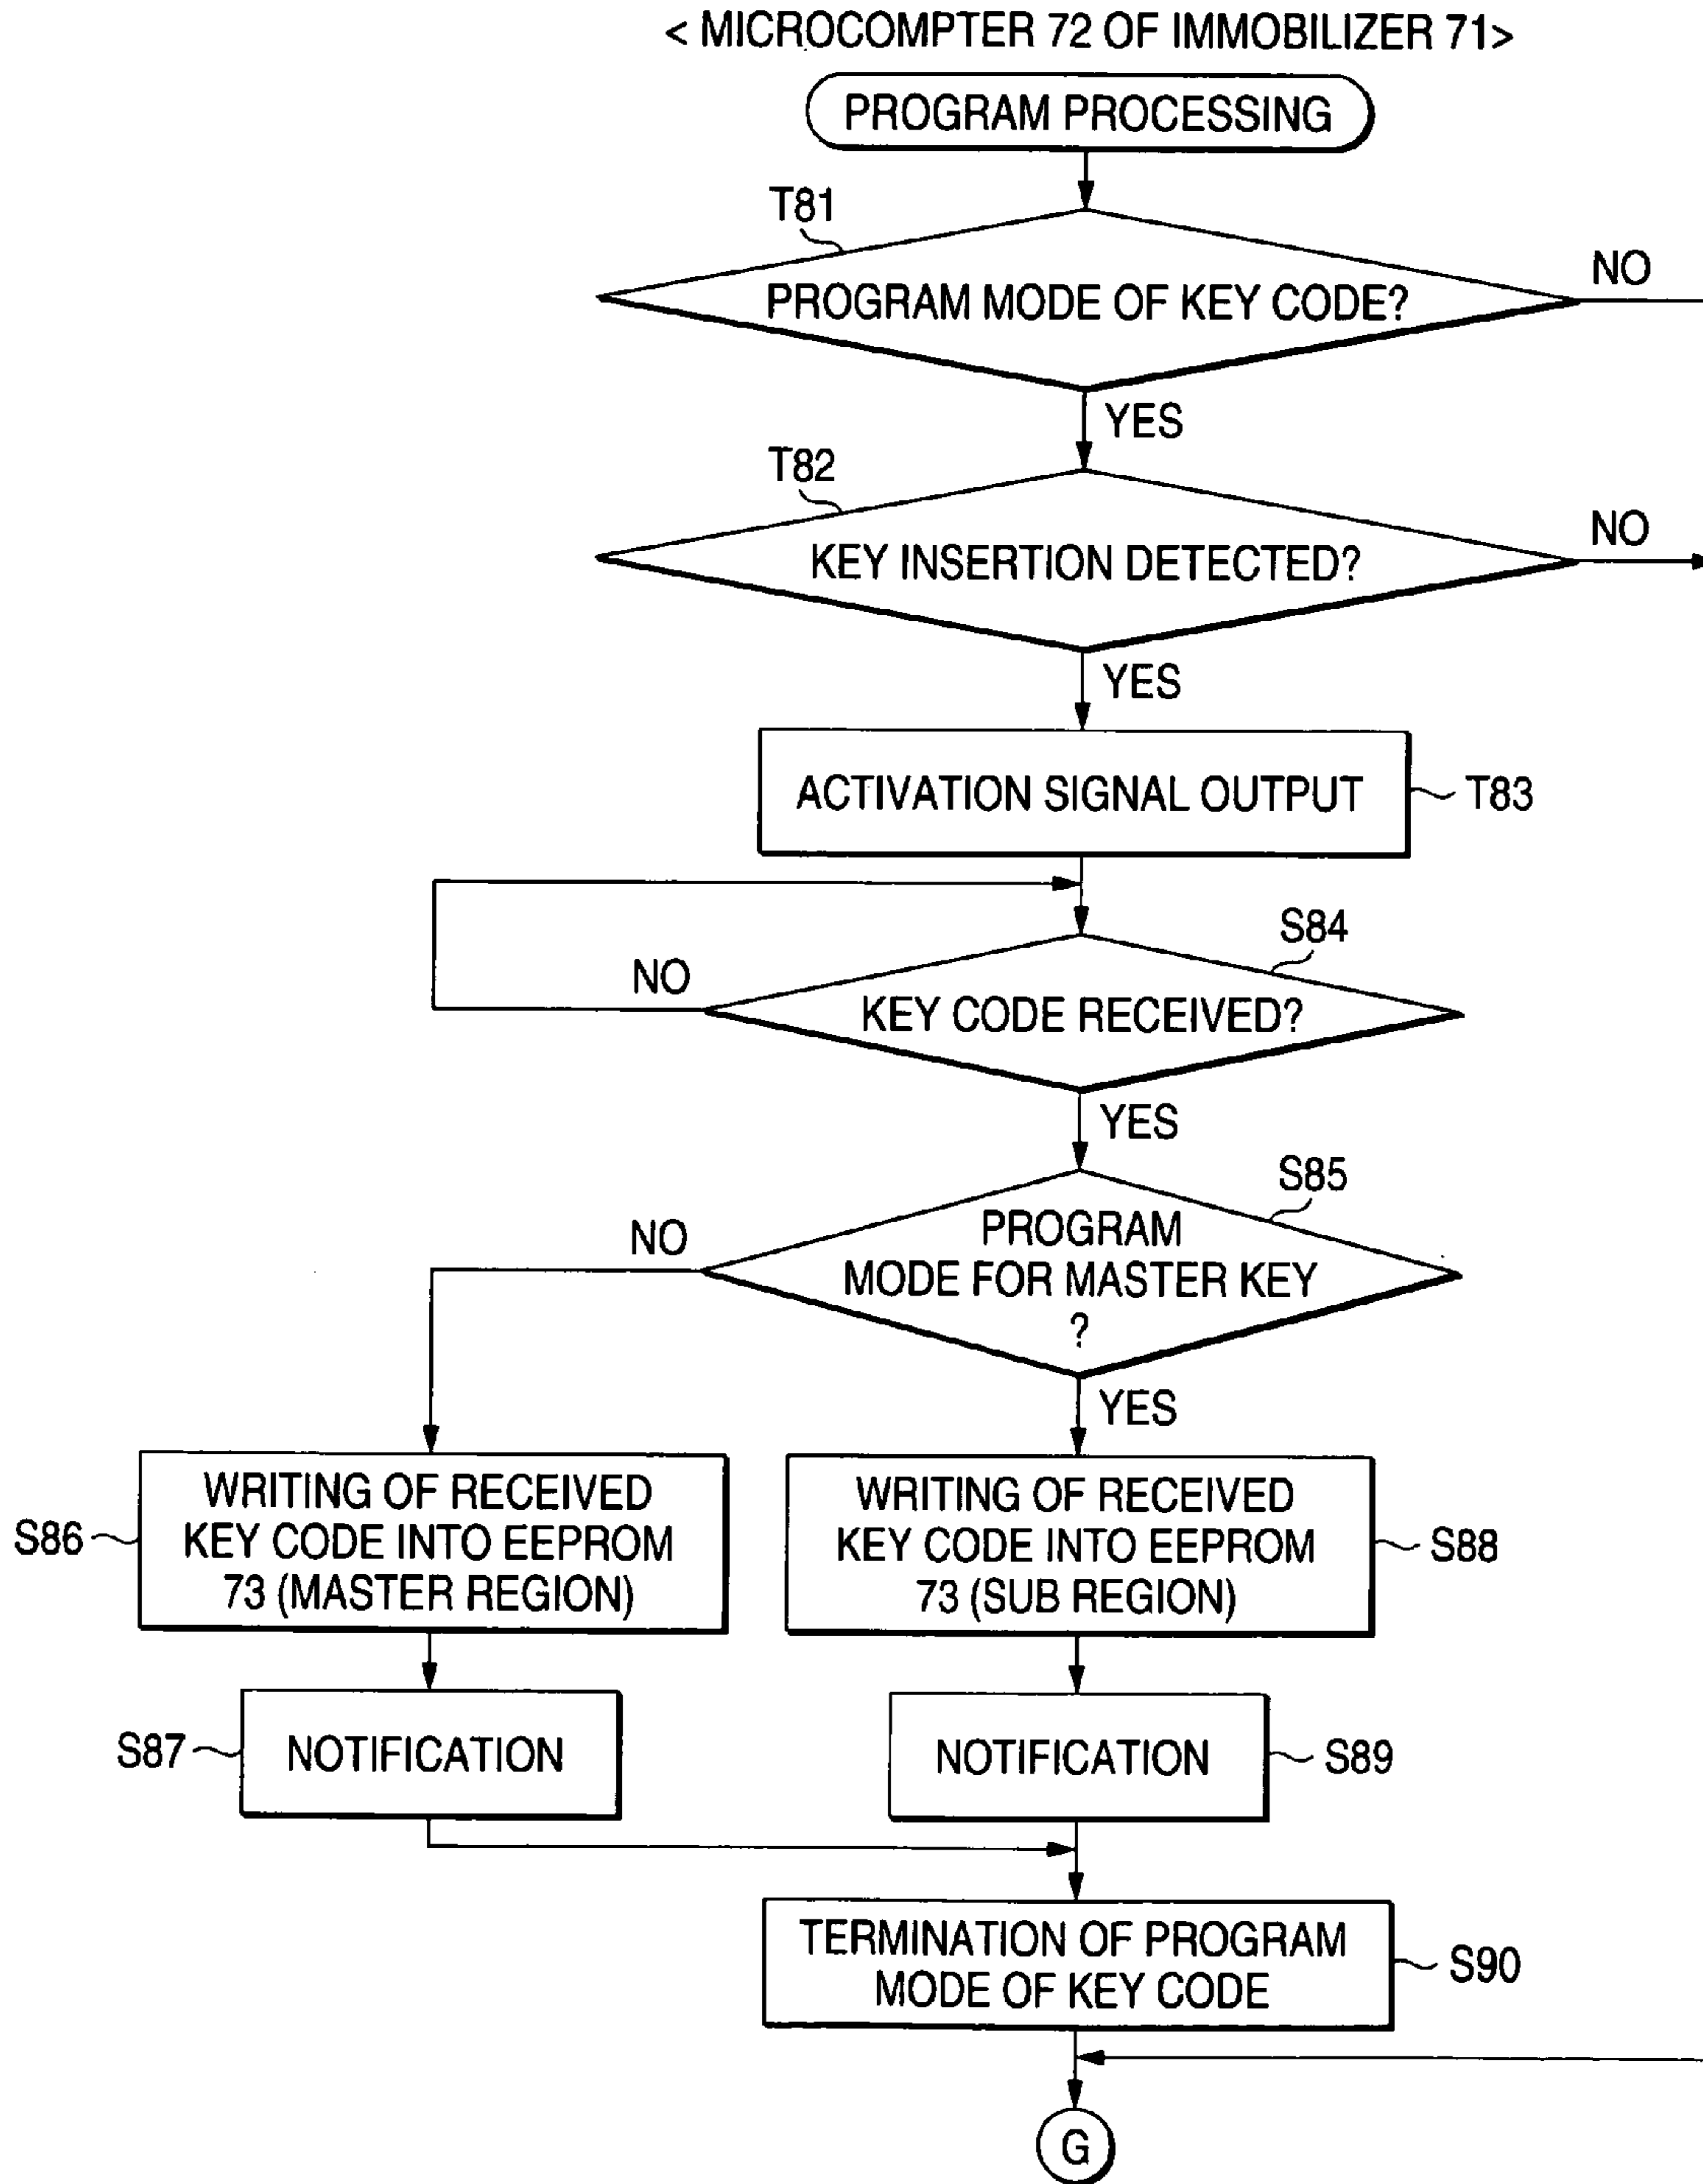 < MICROCOMPTER 72 OF IMMOBILIZER 71>
PROGRAM PROCESSING
T81
PROGRAM MODE OF KEY CODE?
NO
YES
T82
KEY INSERTION DETECTED?
NO
YES
ACTIVATION SIGNAL OUTPUT
T83
S84
NO
KEY CODE RECEIVED?
YES
S85
NO
PROGRAM
MODE FOR MASTER KEY
?
YES
S86
WRITING OF RECEIVED
KEY CODE INTO EEPROM
73 (MASTER REGION)
WRITING OF RECEIVED
KEY CODE INTO EEPROM
73 (SUB REGION)
S88
S87
NOTIFICATION
NOTIFICATION
S89
TERMINATION OF PROGRAM
MODE OF KEY CODE
S90
G